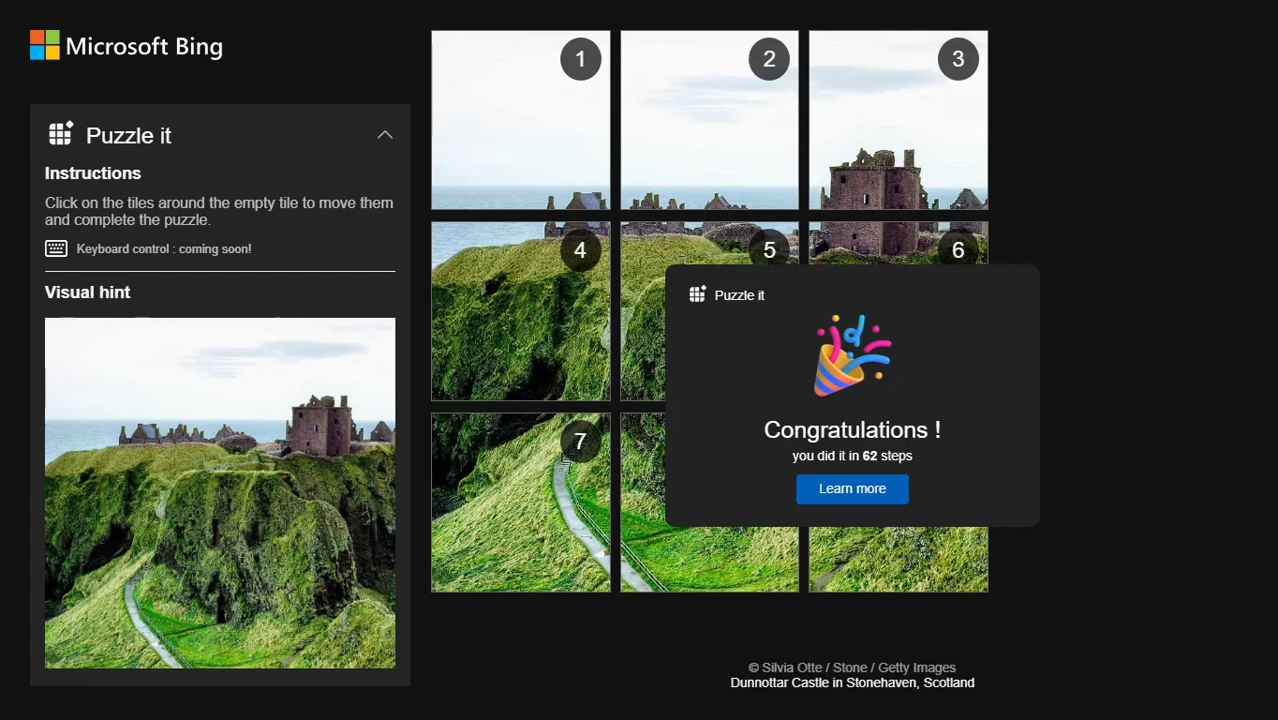 Microsoft Bing
Puzzle it
Instructions
Click on the tiles around the empty tile to move them
and complete the puzzle.
Keyboard control : coming soon!
Visual hint
1
2
3
4
5
6
7
Puzzle it
Congratulations !
you did it in 62 steps
Learn more
© Silvia Otte / Stone / Getty Images
Dunnottar Castle in Stonehaven, Scotland